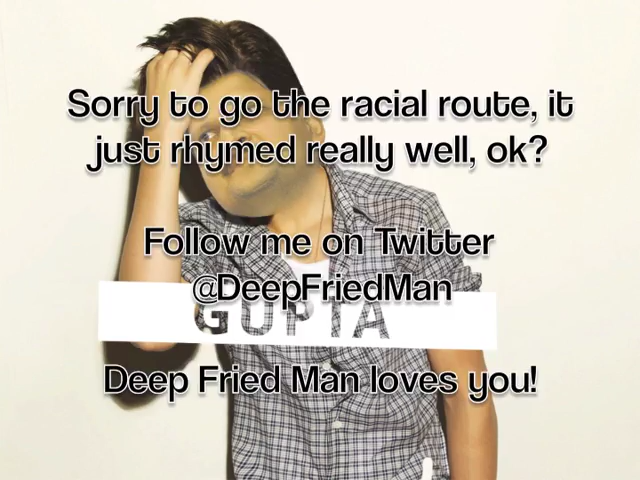 Sorry to go the racial route, it
just rhymed really well, ok?
Follow me on Twitter
@DeepFriedMan
GUPTA
Deep Fried Man loves you!